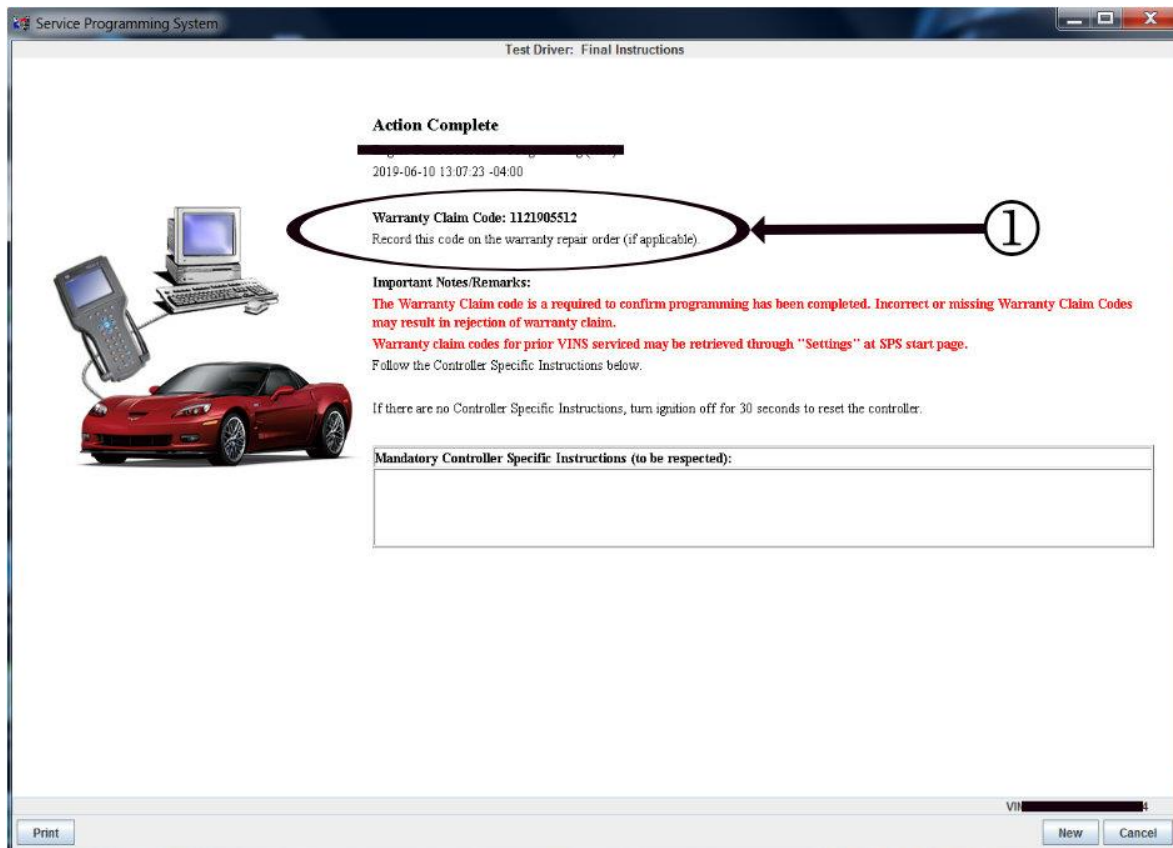 Service Programming System
Test Driver: Final Instructions
Action Complete
2019-06-10 13:07:23 -04:00
Warranty Claim Code: 1121905512
Record this code on the warranty repair order (if applicable).
1
Important Notes/Remarks:
The Warranty Claim code is a required to confirm programming has been completed. Incorrect or missing Warranty Claim Codes
may result in rejection of warranty claim.
Warranty claim codes for prior VINS serviced may be retrieved through "Settings" at SPS start page.
Follow the Controller Specific Instructions below.
If there are no Controller Specific Instructions, turn ignition off for 30 seconds to reset the controller.
Mandatory Controller Specific Instructions (to be respected):
VIN 4
Print New Cancel